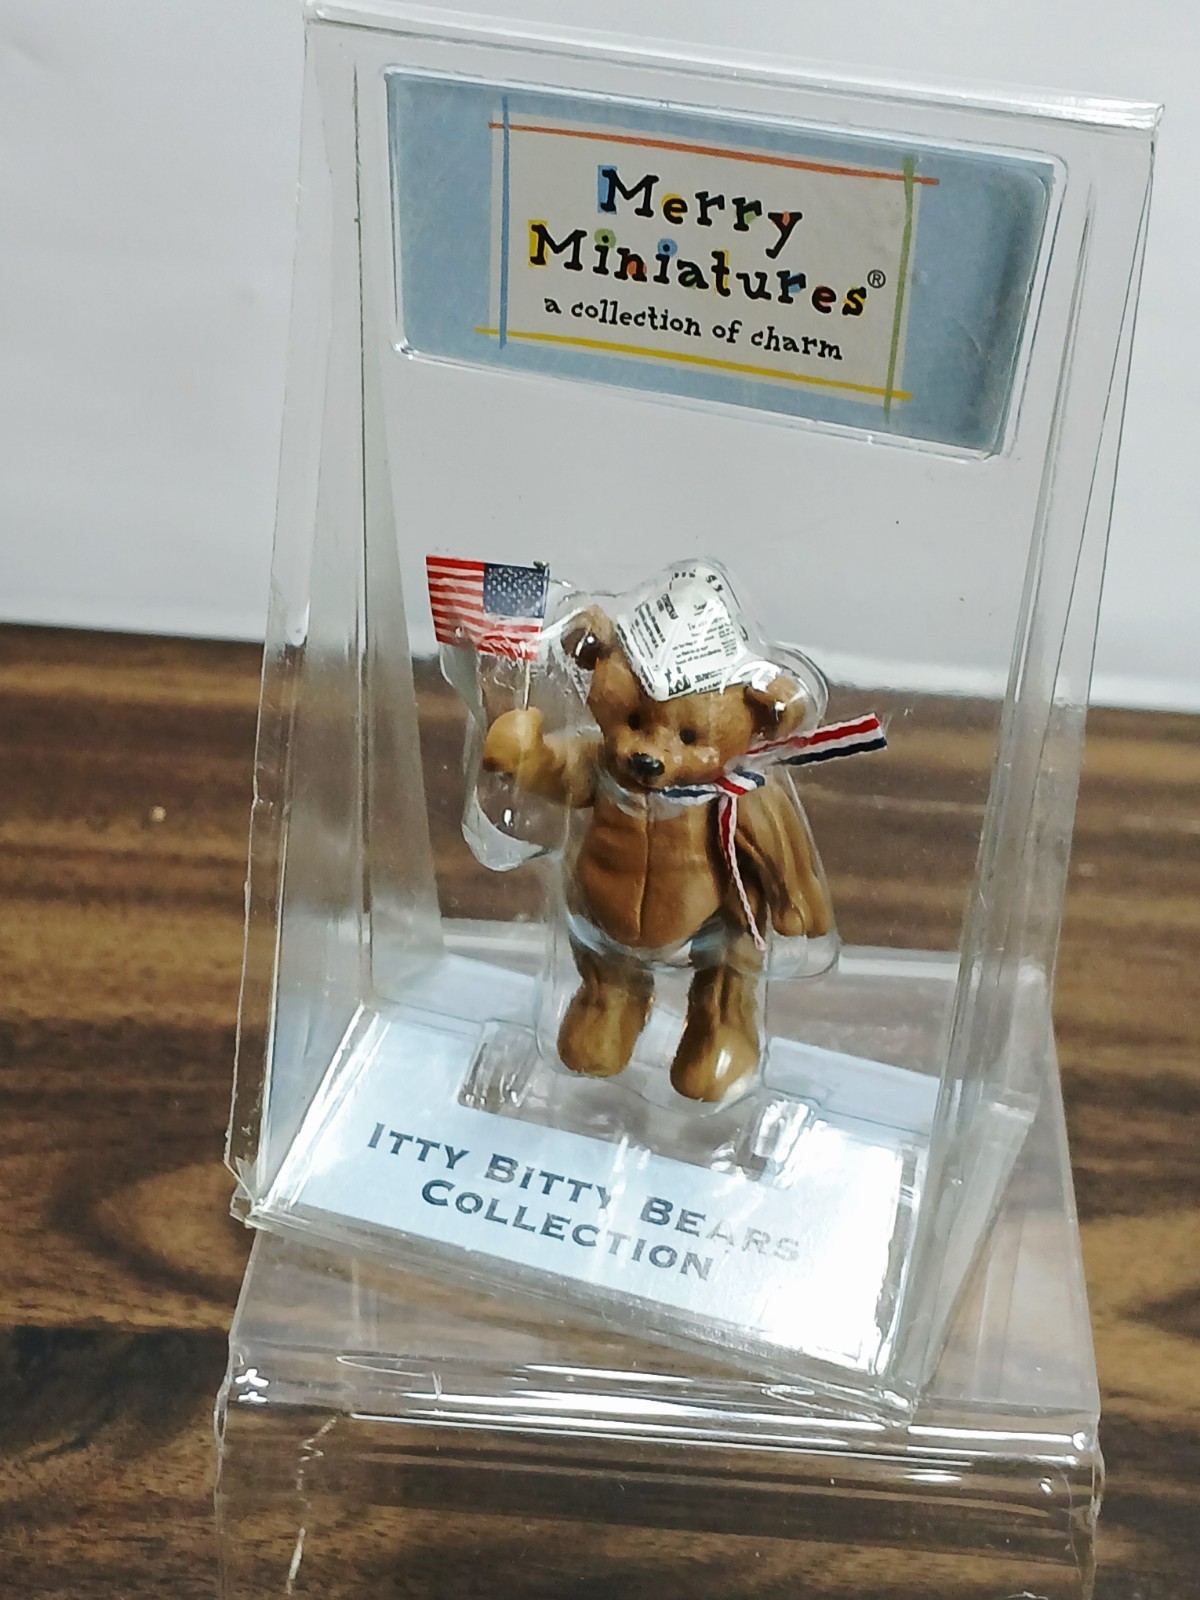 Merry
Miniatures®
a collection of charm
Itty Bitty Bears
Collection